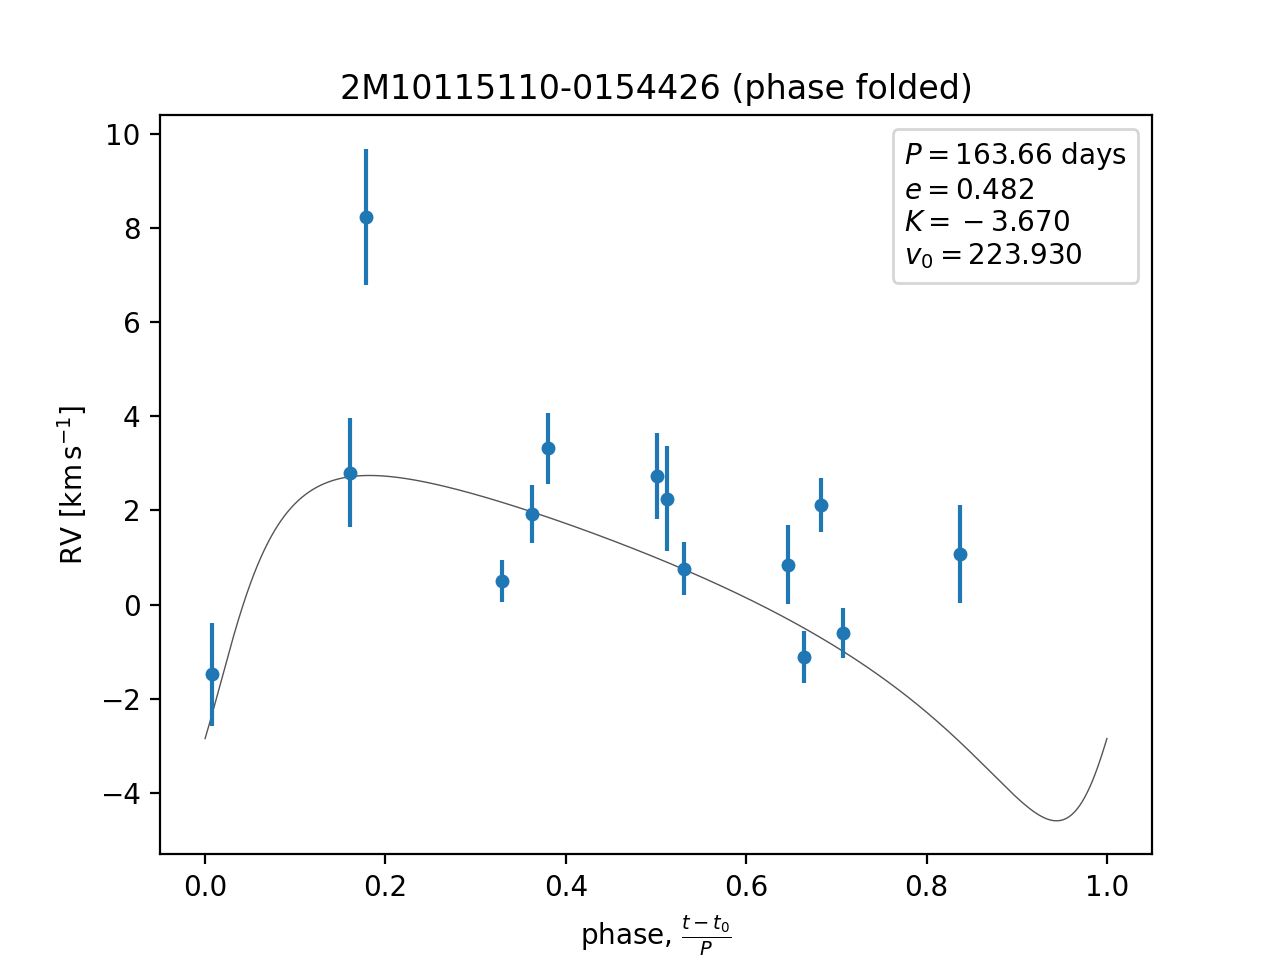 2M10115110-0154426 (phase folded)
P = 163.66 days
e = 0.482
K = −3.670
v₀ = 223.930
10
8
6
4
2
0
−2
−4
RV [km s⁻¹]
0.0 0.2 0.4 0.6 0.8 1.0
phase, (t − t₀)/P